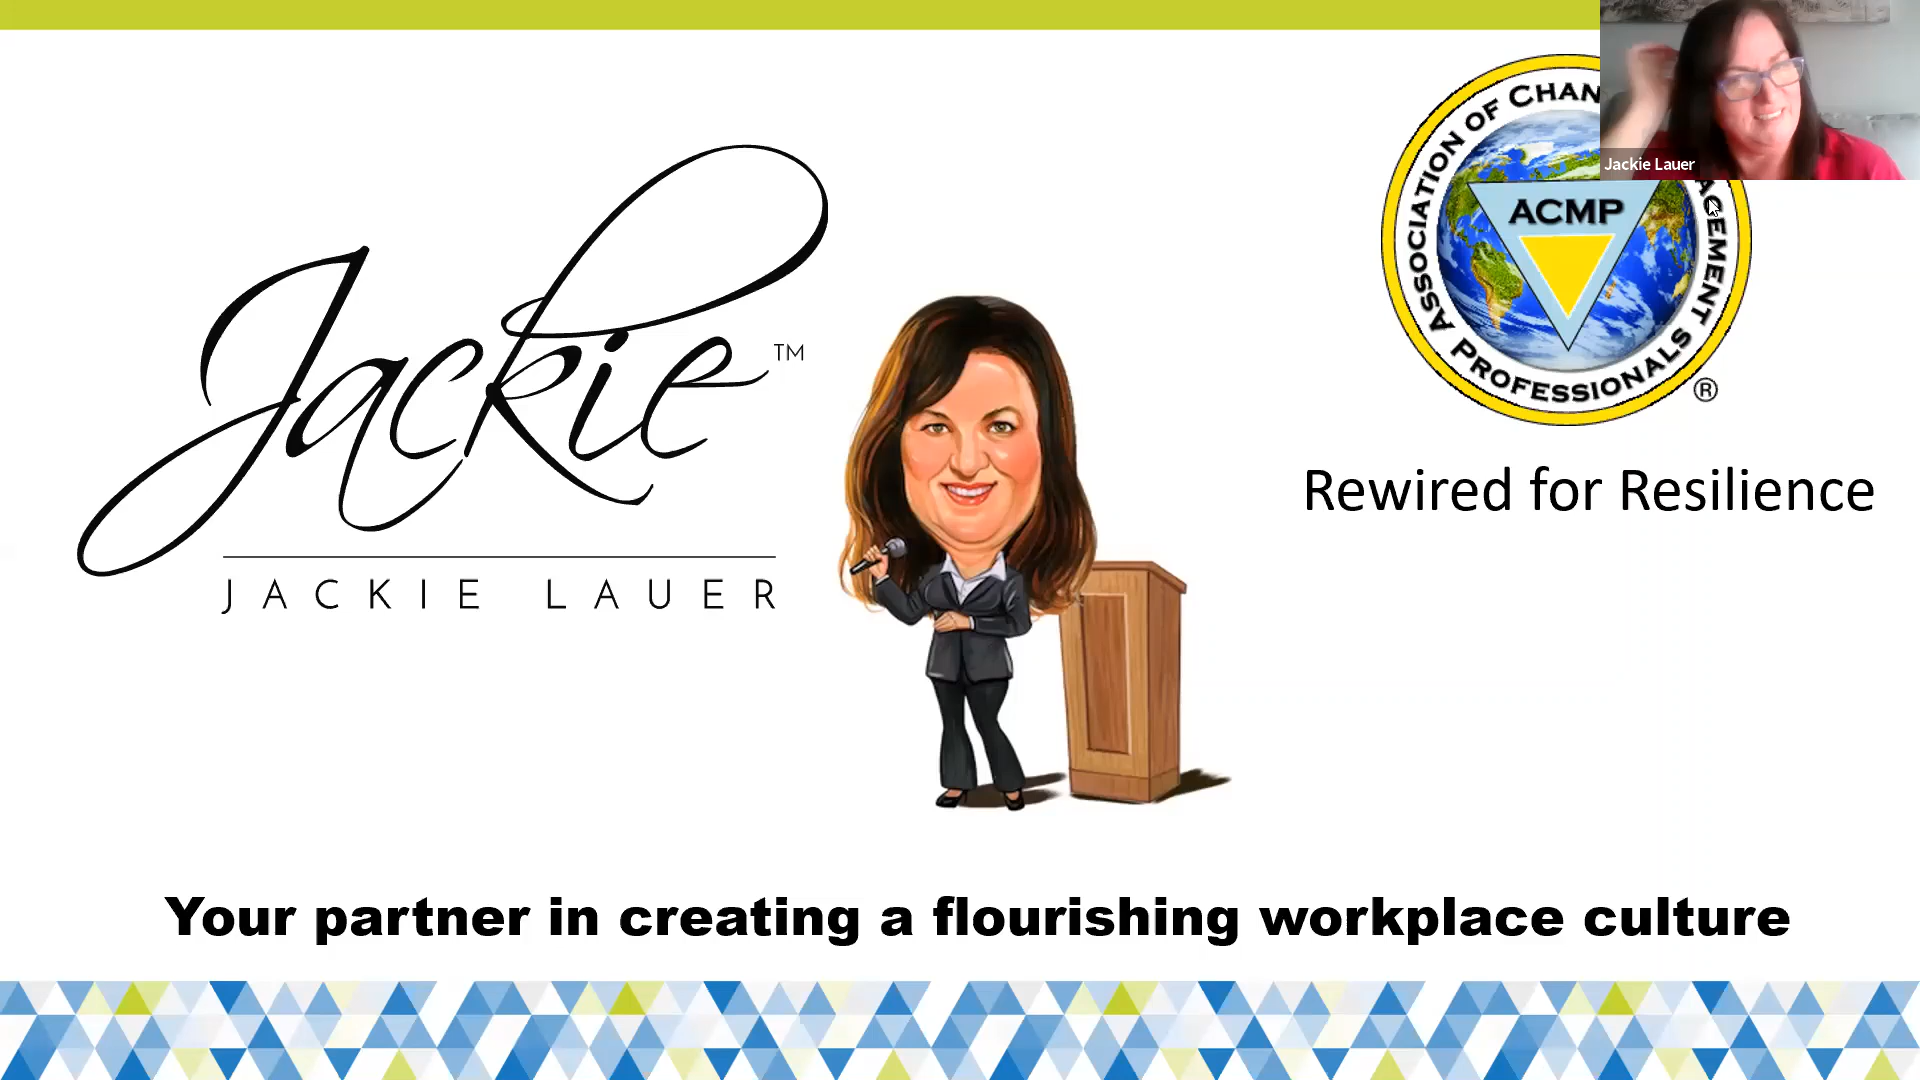 Jackie™
JACKIE LAUER
ASSOCIATION OF CHAN
AGEMENT PROFESSIONALS
ACMP
®
Jackie Lauer
Rewired for Resilience
Your partner in creating a flourishing workplace culture